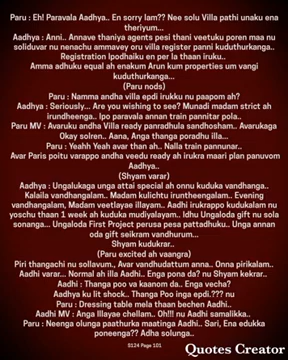 Paru : Eh! Paravala Aadhya.. En sorry lam?? Nee solu Villa pathi unaku ena
theriyum...
Aadhya : Anni.. Annave thaniya agents pesi thani veetuku poren maa nu
soliduvar nu nenachu ammavey oru villa register panni kuduthurkanga..
Registration Ipodhaiku en per la thaan iruku..
Amma adhuku equal ah enakum Arun kum properties um vangi
kuduthurkanga...
(Paru nods)
Paru : Namma andha villa epdi irukku nu paapom ah?
Aadhya : Seriously... Are you wishing to see? Munadi madam strict ah
irundheenga.. Ipo paravala annan train pannitar pola..
Paru MV : Avaruku andha Villa ready panradhula sandhosham.. Avarukaga
Okay solren.. Aana, Anga thanga poradhu illa...
Paru : Yeahh Yeah avar than ah.. Nalla train pannunar..
Avar Paris poitu varappo andha veedu ready ah irukra maari plan panuvom
Aadhya..
(Shyam varar)
Aadhya : Ungalukaga unga attai special ah onnu kuduka vandhanga..
Kalaila vandhangalam.. Madam kulichtu iruntheengalam.. Evening
vandhangalam, Madam veetlayae illayam.. Aadhi irukrappo kudukalam nu
yoschu thaan 1 week ah kuduka mudiyalayam.. Idhu Ungaloda gift nu sola
sonanga... Ungaloda First Project perusa pesa pattadhuku.. Unga annan
oda gift seikram vandhurum...
Shyam kudukrar..
(Paru excited ah vaangra)
Piri thangachi nu sollavum., Avar vandhudattum anna.. Onna pirikalam..
Aadhi varar... Normal ah illa Aadhi.. Enga pona da? nu Shyam kekrar..
Aadhi : Thanga poo va kaanom da.. Enga vecha?
Aadhya ku lit shock.. Thanga Poo inga epdi.??? nu
Paru : Dressing table mela thaan bechen Aadhi..
Aadhi MV : Anga Illayae chellam.. Oh!!! nu Aadhi samalikka..
Paru : Neenga olunga paathurka maatinga Aadhi.. Sari, Ena edukka
poneenga?? Adha solunga..
S124 Page 101
Quotes Creator